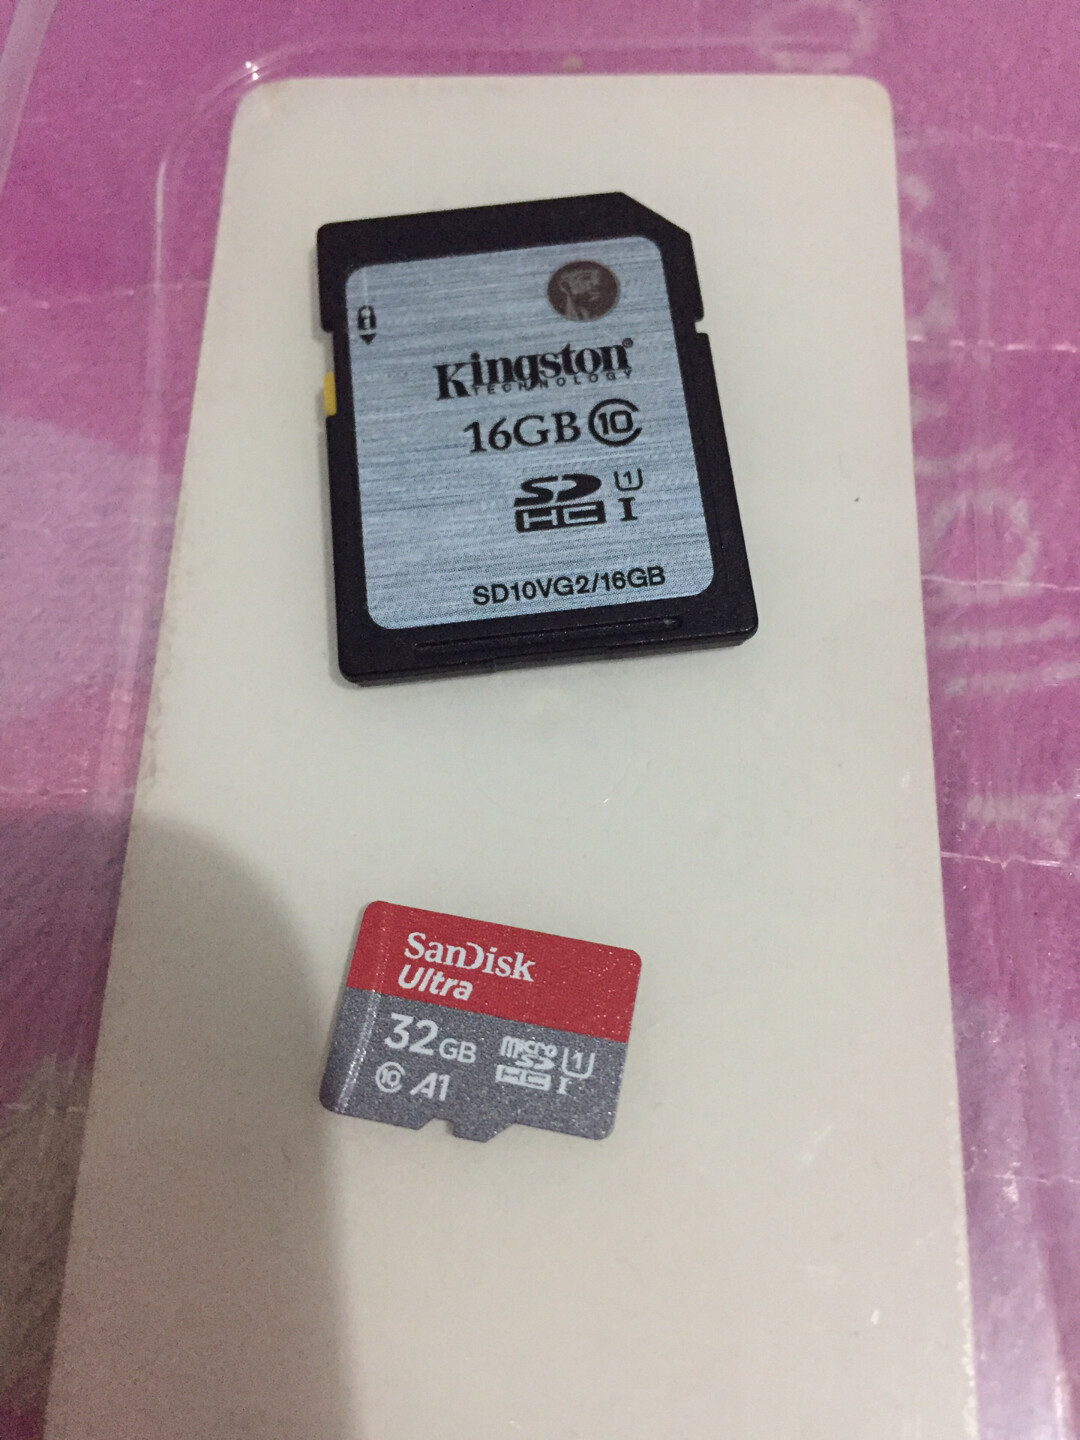 Kingston
TECHNOLOGY
16GB 10
SD U1
HC I
SD10VG2/16GB
SanDisk
Ultra
32GB
micro
SD
HC U1 I
10 A1